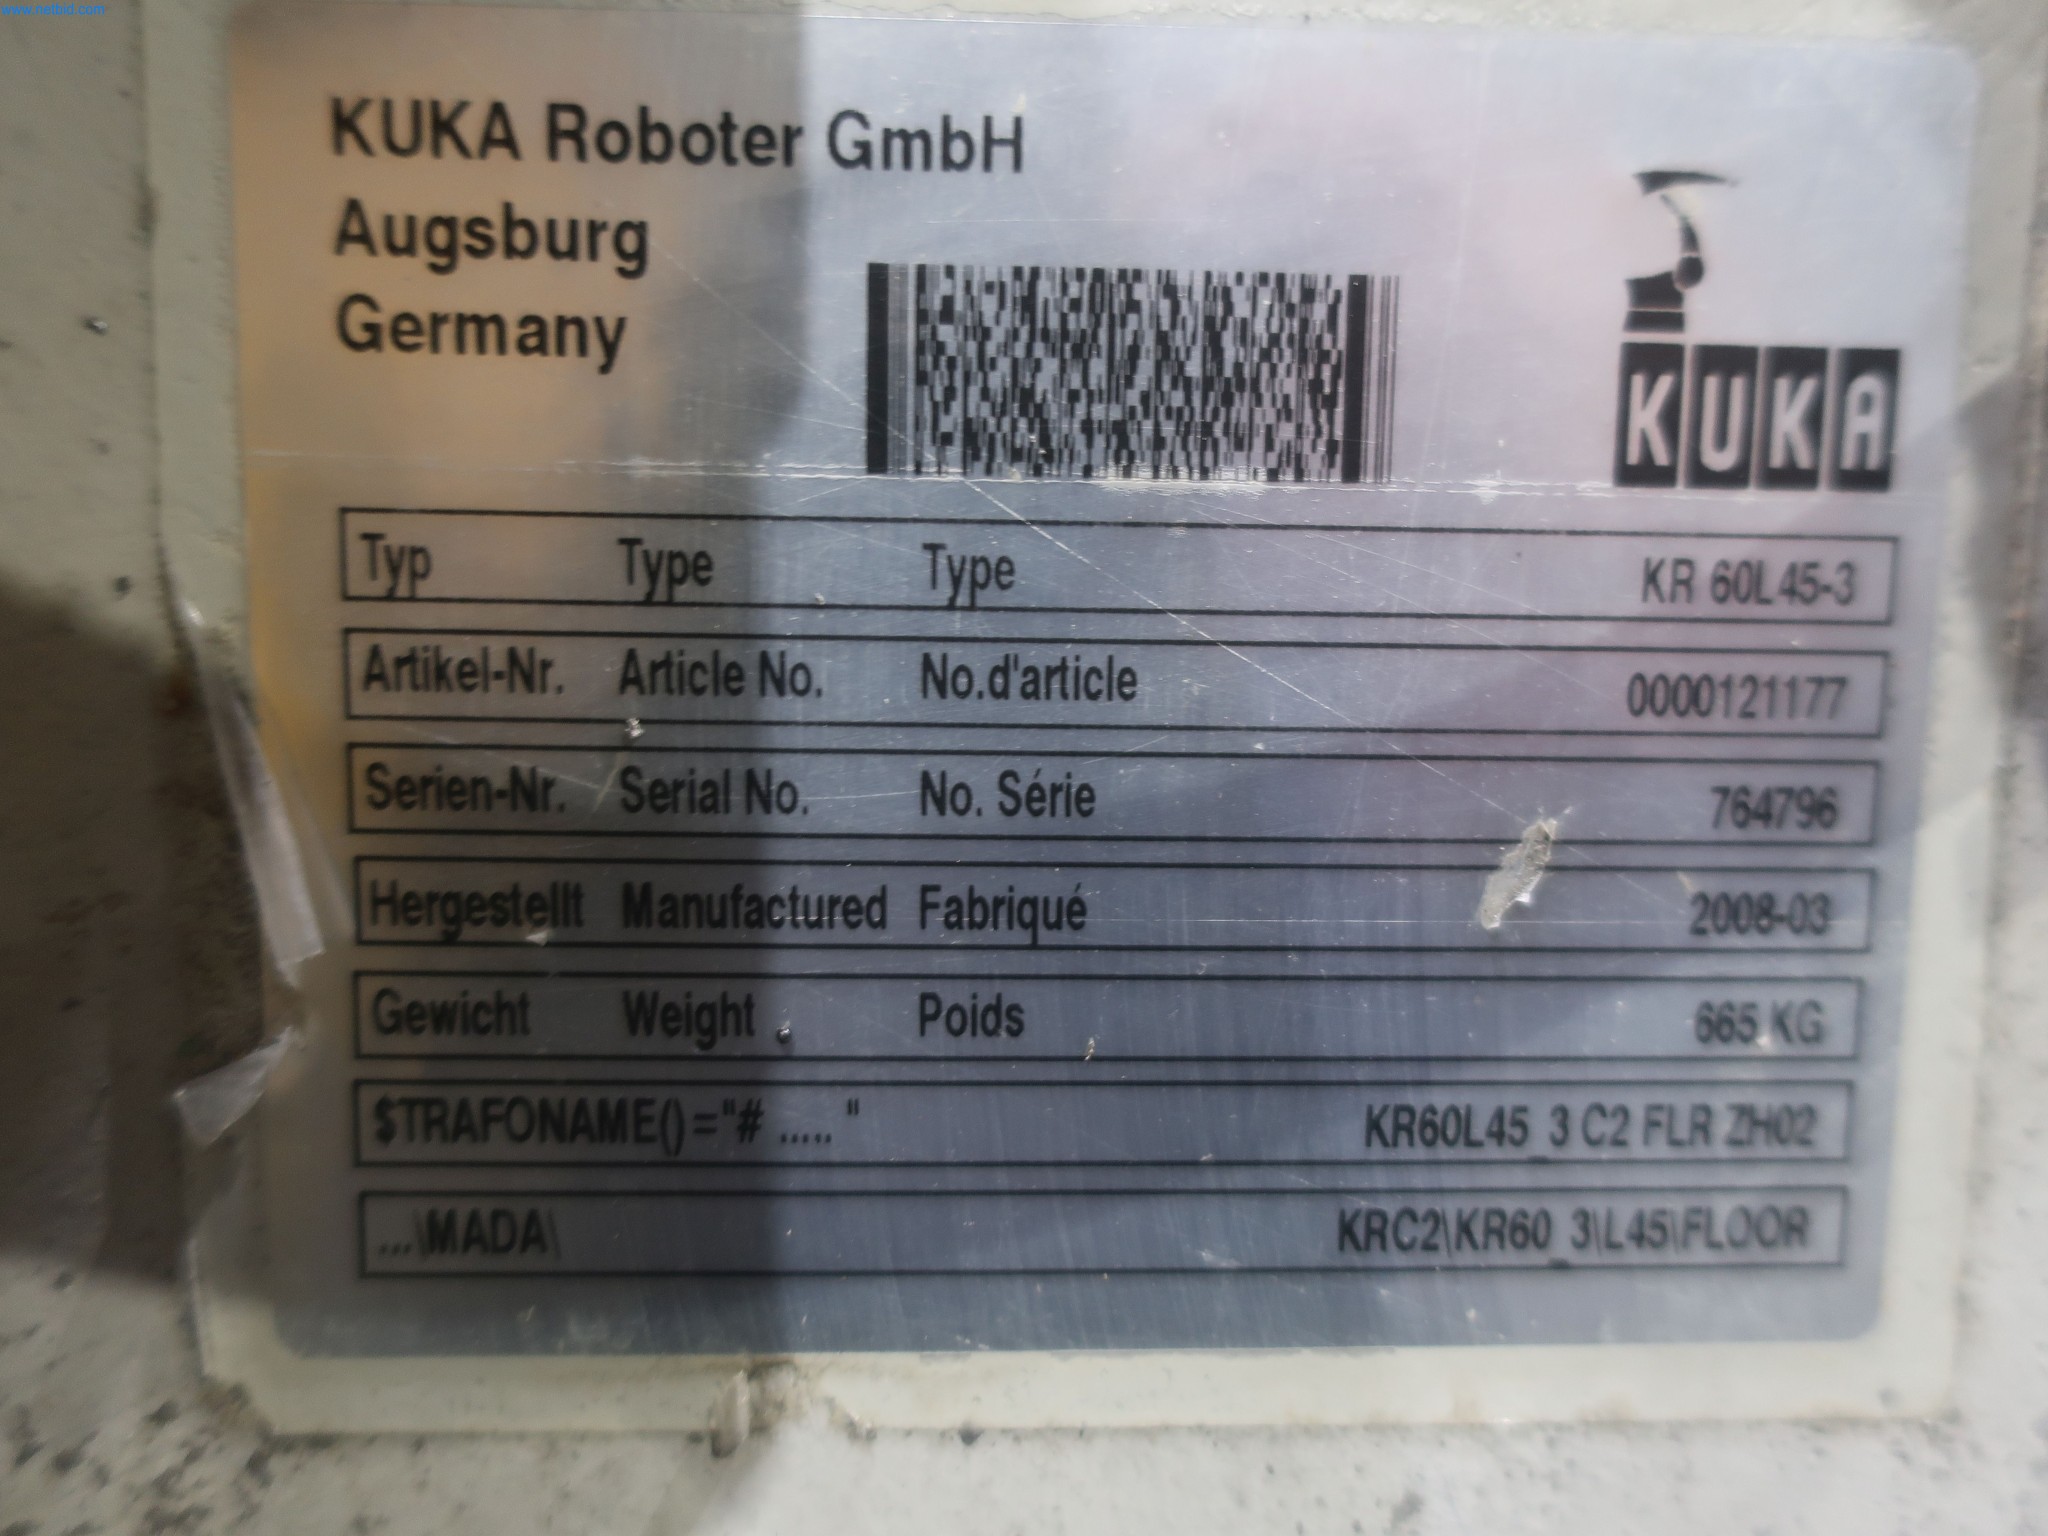 www.netbid.com
KUKA Roboter GmbH
Augsburg
Germany
KUKA
Typ Type Type KR 60L45-3
Artikel-Nr. Article No. No.d'article 0000121177
Serien-Nr. Serial No. No. Série 764796
Hergestellt Manufactured Fabriqué 2008-03
Gewicht Weight Poids 665 KG
$TRAFONAME()="# ..... " KR60L45_3 C2 FLR ZH02
...\MADA\ KRC2\KR60_3\L45\FLOOR